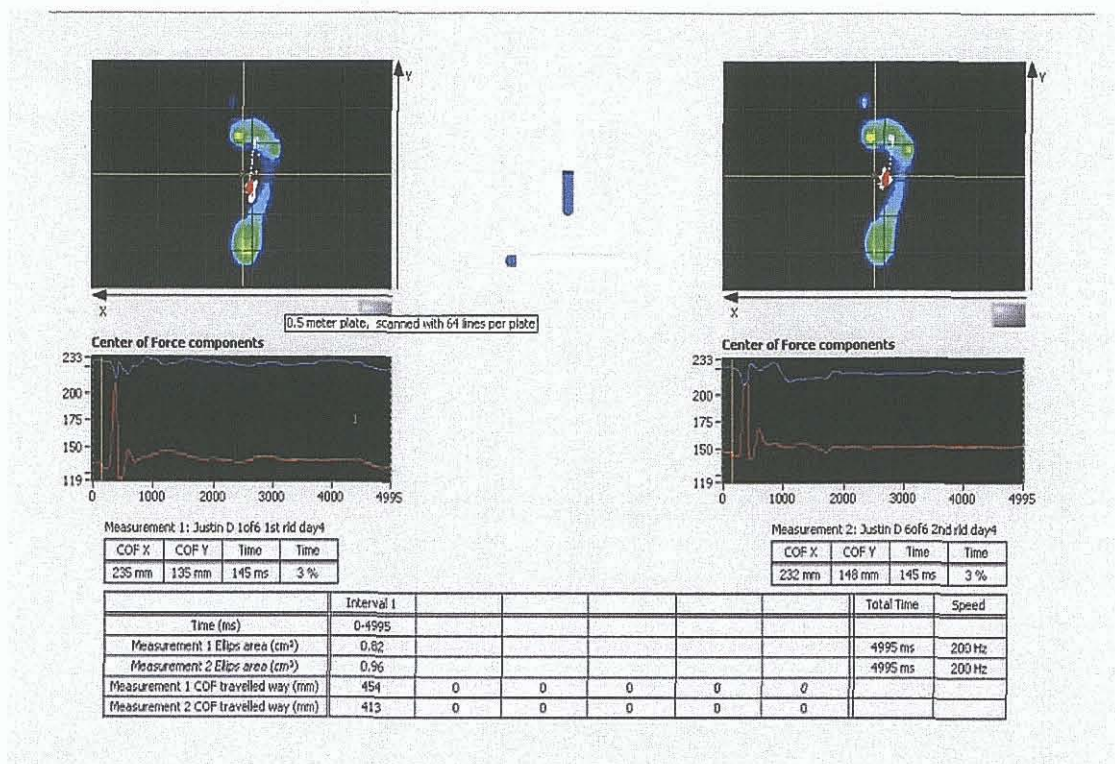 Y
Y
X
X
0.5 meter plate, scanned with 64 lines per plate
Center of Force components
233
200
175
150
119
0 1000 2000 3000 4000 4995
Center of Force components
233
200
175
150
119
0 1000 2000 3000 4000 4995
1
Measurement 1: Justin D 1of6 1st rld day4
COF X COF Y Time Time
235 mm 135 mm 145 ms 3 %
Measurement 2: Justin D 6of6 2nd rld day4
COF X COF Y Time Time
232 mm 148 mm 145 ms 3 %
Interval 1 Total Time Speed
Time (ms) 0-4995
Measurement 1 Elips area (cm²) 0.82 4995 ms 200 Hz
Measurement 2 Elips area (cm²) 0.96 4995 ms 200 Hz
Measurement 1 COF travelled way (mm) 454 0 0 0 0 0
Measurement 2 COF travelled way (mm) 413 0 0 0 0 0